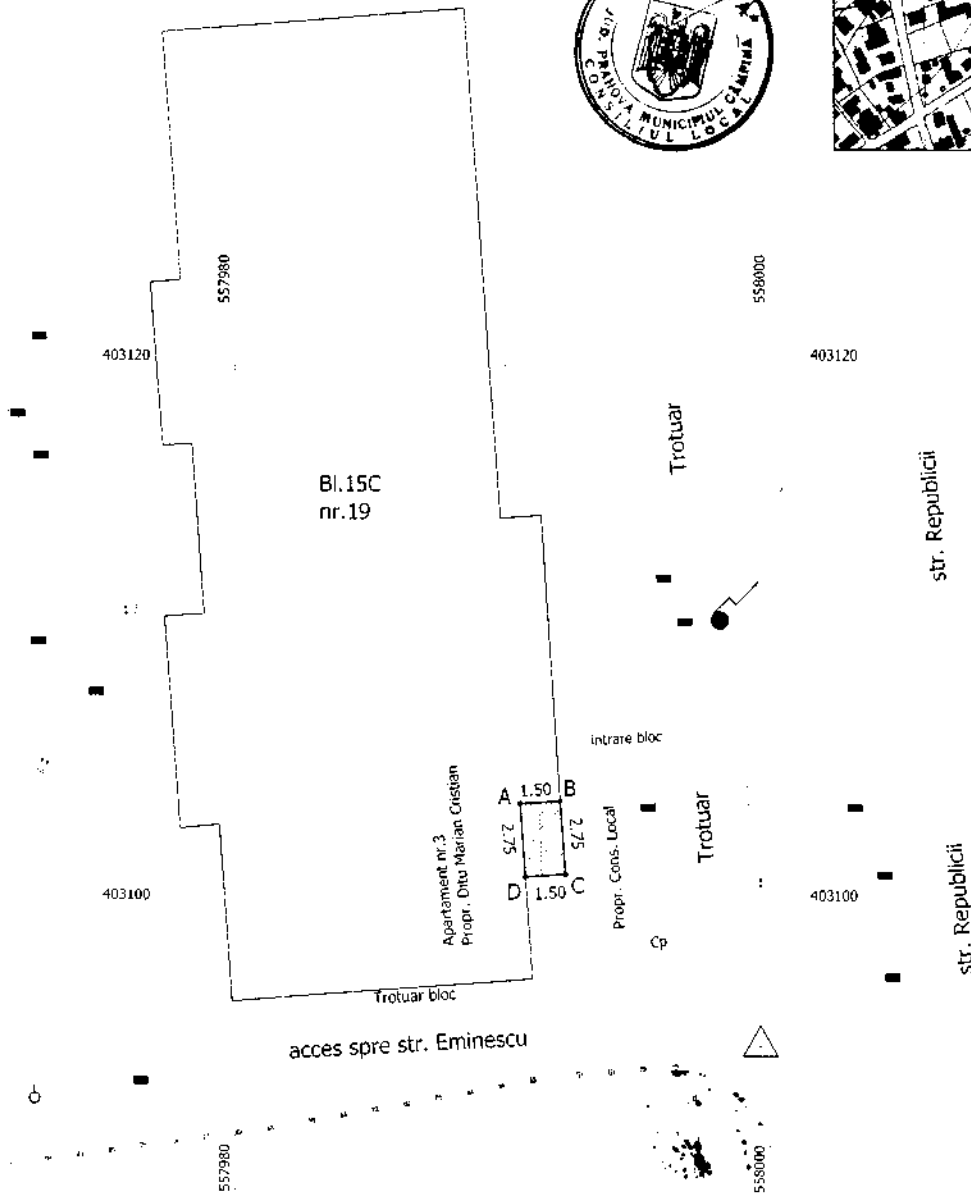 JUD. PRAHOVA MUNICIPIUL CÂMPINA
CONSILIUL LOCAL
557980
558000
403120
403120
Trotuar
Bl.15C
nr.19
str. Republicii
intrare bloc
Apartament nr.3
Propr. Ditu Marian Cristian
A 1.50 B
2.75
2.75
D 1.50 C
Propr. Cons. Local
Trotuar
str. Republicii
403100
403100
Cp
Trotuar bloc
acces spre str. Eminescu
557980
558000